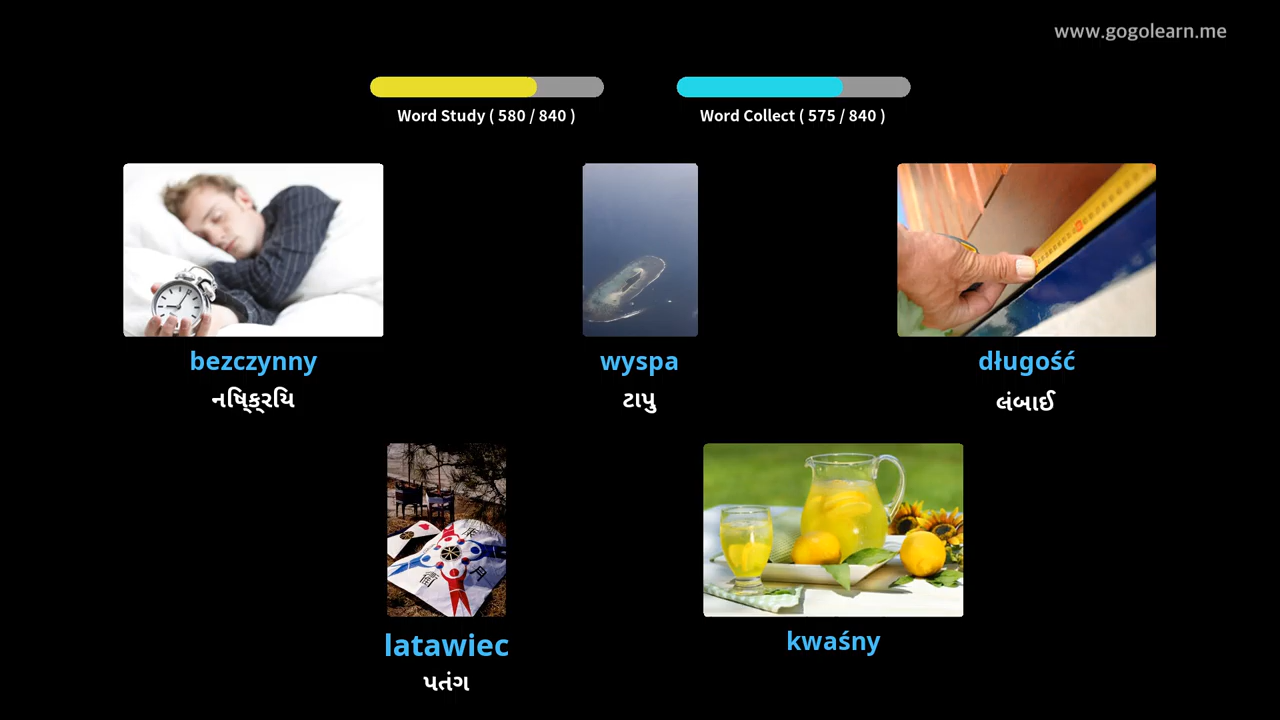 www.gogolearn.me
Word Study ( 580 / 840 )
Word Collect ( 575 / 840 )
bezczynny
wyspa
długość
નિષ્ક્રિય
ટાપુ
લંબાઈ
latawiec
kwaśny
પતંગ